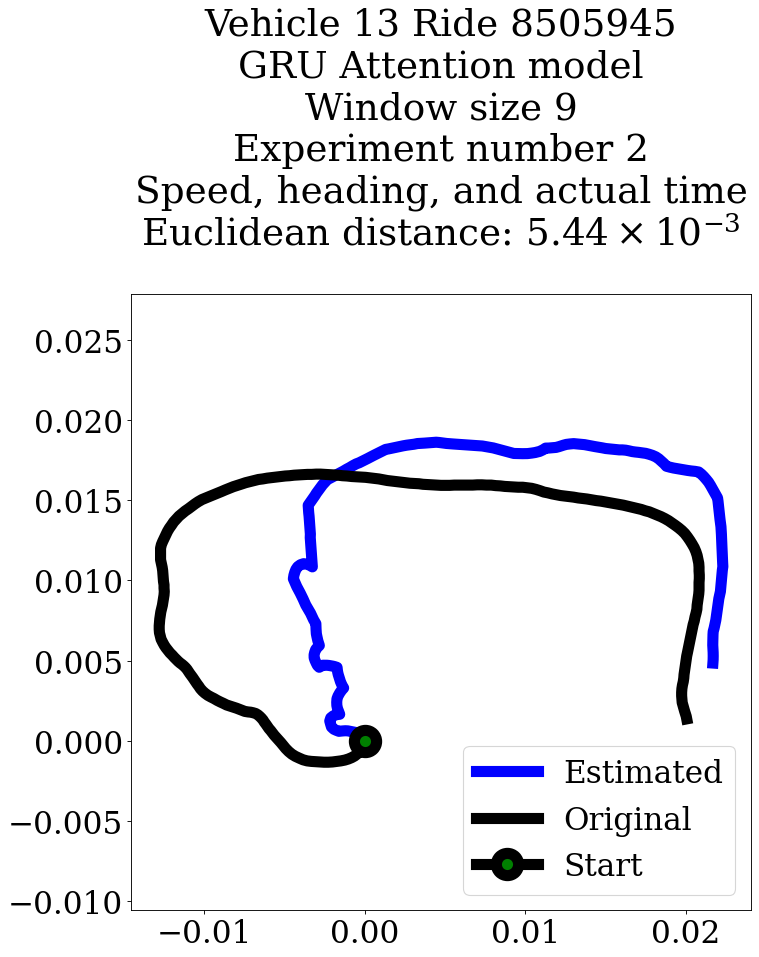 Vehicle 13 Ride 8505945
GRU Attention model
Window size 9
Experiment number 2
Speed, heading, and actual time
Euclidean distance: 5.44 × 10⁻³
0.025
0.020
0.015
0.010
0.005
0.000
−0.005
−0.010
−0.01 0.00 0.01 0.02
Estimated
Original
Start